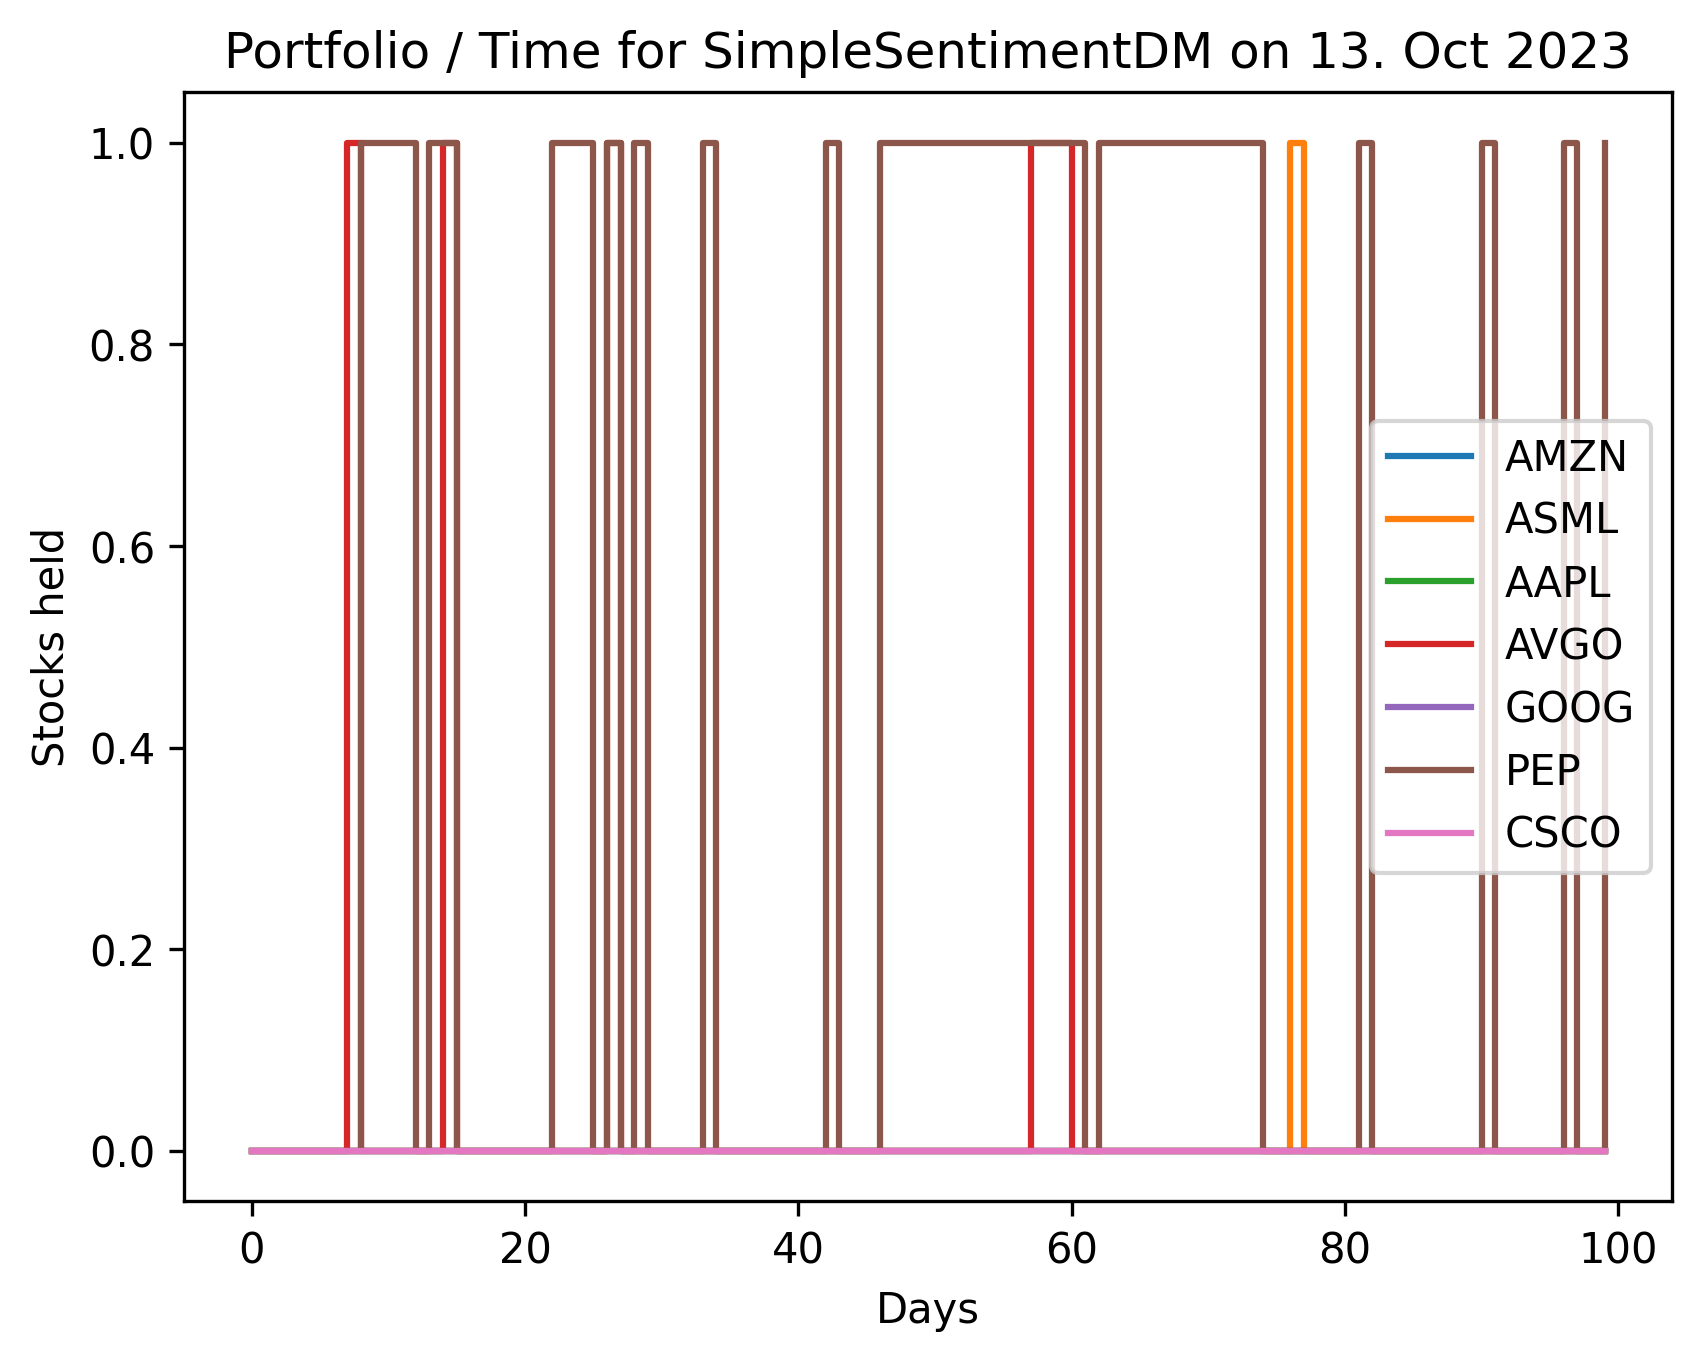 Portfolio / Time for SimpleSentimentDM on 13. Oct 2023
1.0
0.8
0.6
0.4
0.2
0.0
Stocks held
AMZN
ASML
AAPL
AVGO
GOOG
PEP
CSCO
0 20 40 60 80 100
Days